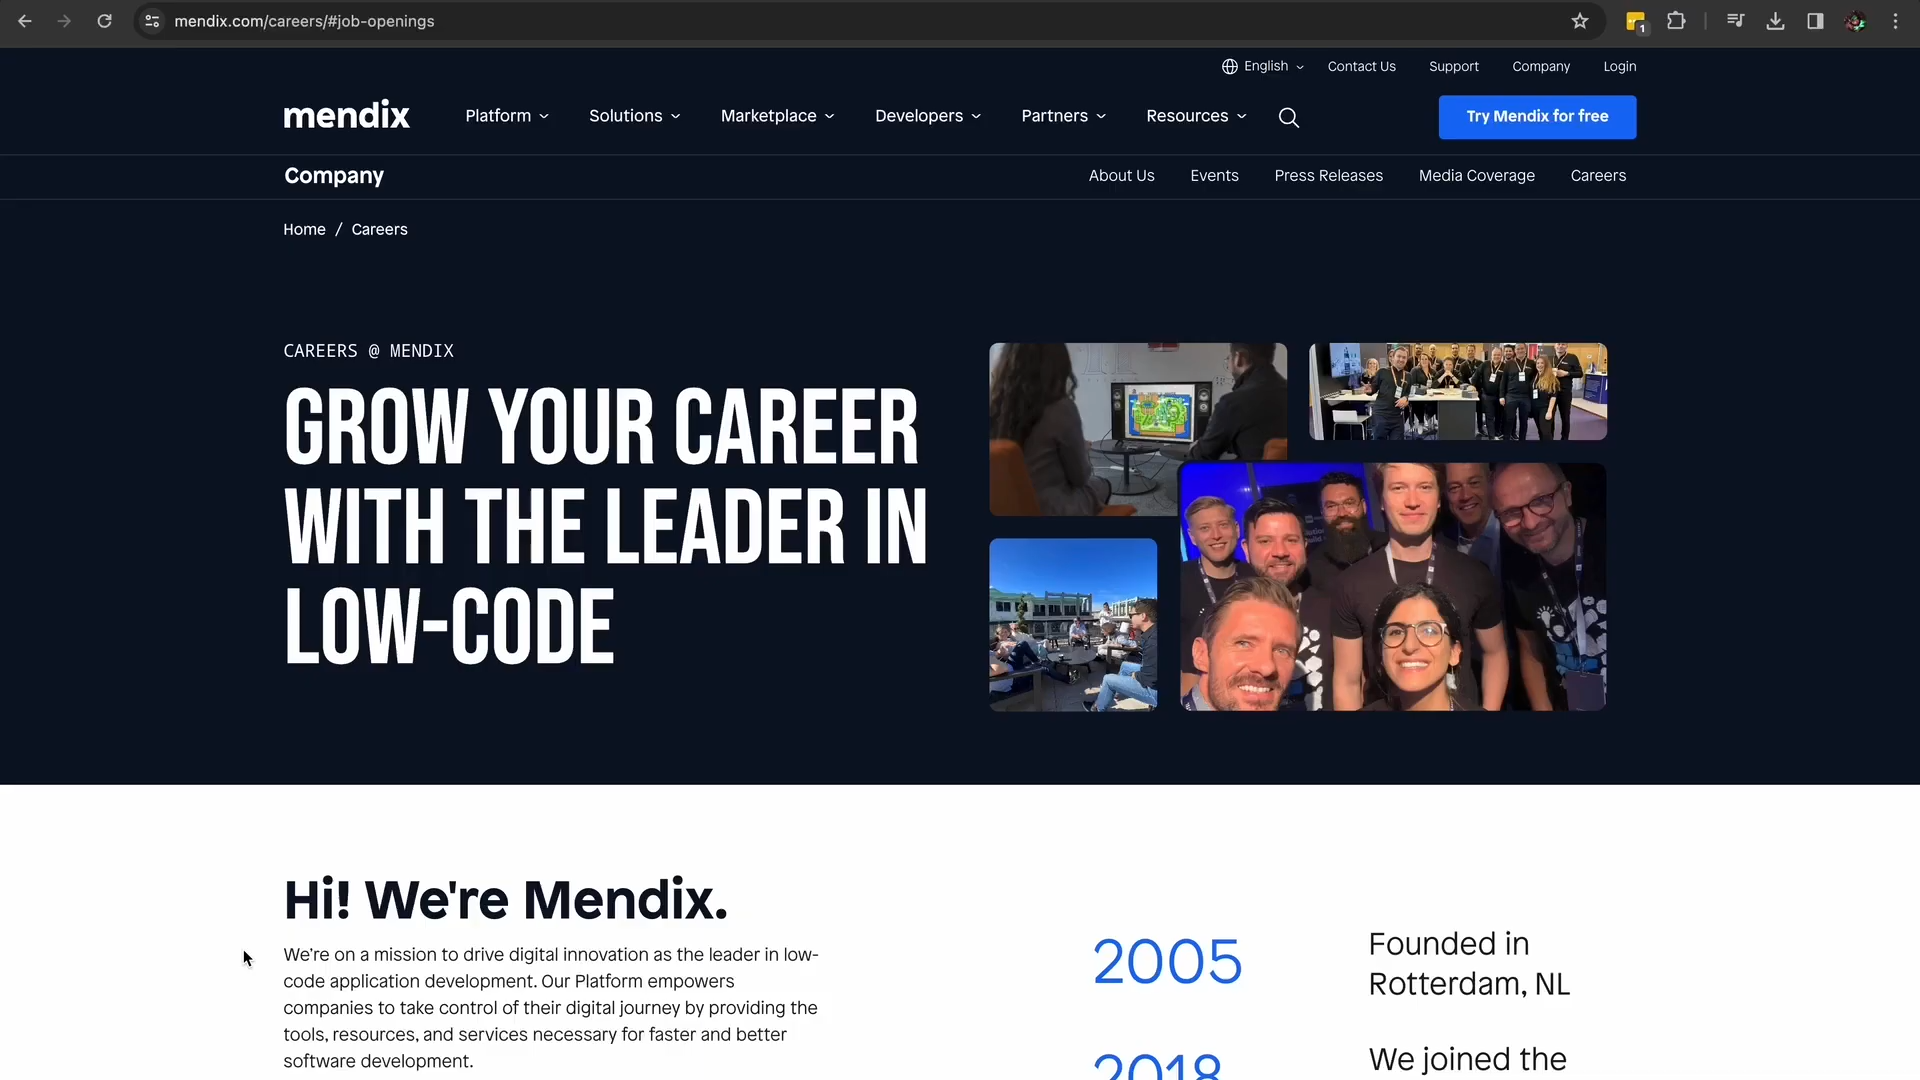 mendix.com/careers/#job-openings
1
English
Contact Us
Support
Company
Login
mendix
Platform
Solutions
Marketplace
Developers
Partners
Resources
Try Mendix for free
Company
About Us
Events
Press Releases
Media Coverage
Careers
Home / Careers
CAREERS @ MENDIX
GROW YOUR CAREER
WITH THE LEADER IN
LOW-CODE
Hi! We're Mendix.
We're on a mission to drive digital innovation as the leader in low-
code application development. Our Platform empowers
companies to take control of their digital journey by providing the
tools, resources, and services necessary for faster and better
software development.
2005
Founded in
Rotterdam, NL
2018
We joined the